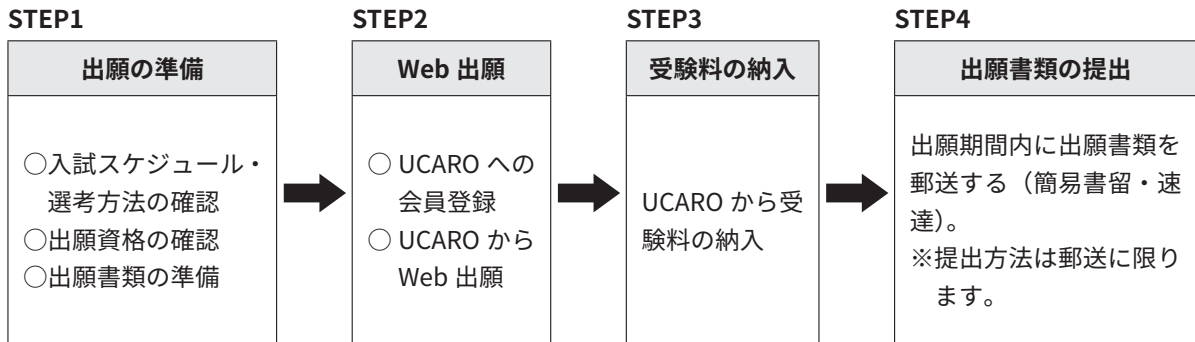 STEP1
出願の準備
○入試スケジュール・
選考方法の確認
○出願資格の確認
○出願書類の準備
STEP2
Web 出願
○ UCARO への
会員登録
○ UCARO から
Web 出願
STEP3
受験料の納入
UCARO から受
験料の納入
STEP4
出願書類の提出
出願期間内に出願書類を
郵送する（簡易書留・速
達）。
※提出方法は郵送に限り
ます。